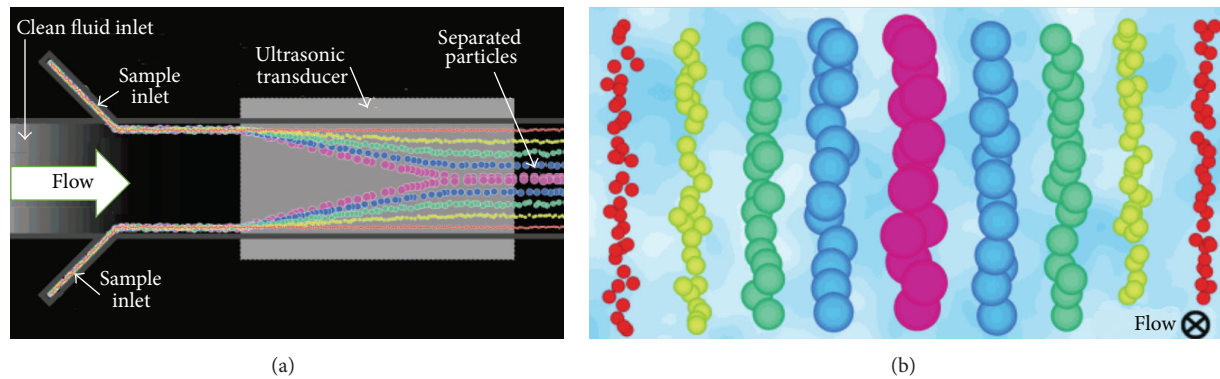 Clean fluid inlet
Sample
inlet
Ultrasonic
transducer
Separated
particles
Flow
Sample
inlet
(a)
Flow
(b)